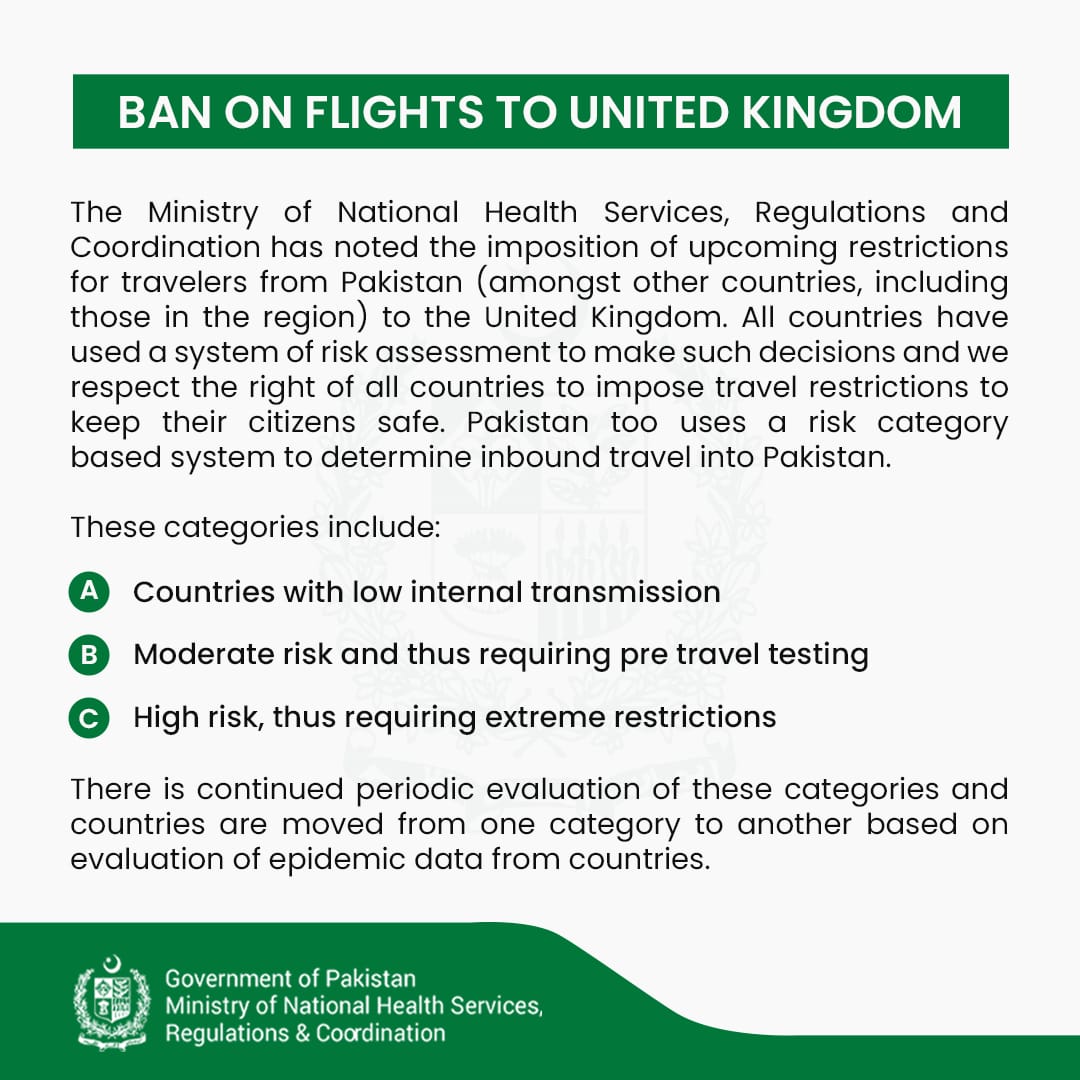 BAN ON FLIGHTS TO UNITED KINGDOM
The Ministry of National Health Services, Regulations and
Coordination has noted the imposition of upcoming restrictions
for travelers from Pakistan (amongst other countries, including
those in the region) to the United Kingdom. All countries have
used a system of risk assessment to make such decisions and we
respect the right of all countries to impose travel restrictions to
keep their citizens safe. Pakistan too uses a risk category
based system to determine inbound travel into Pakistan.
These categories include:
A Countries with low internal transmission
B Moderate risk and thus requiring pre travel testing
C High risk, thus requiring extreme restrictions
There is continued periodic evaluation of these categories and
countries are moved from one category to another based on
evaluation of epidemic data from countries.
Government of Pakistan
Ministry of National Health Services,
Regulations & Coordination